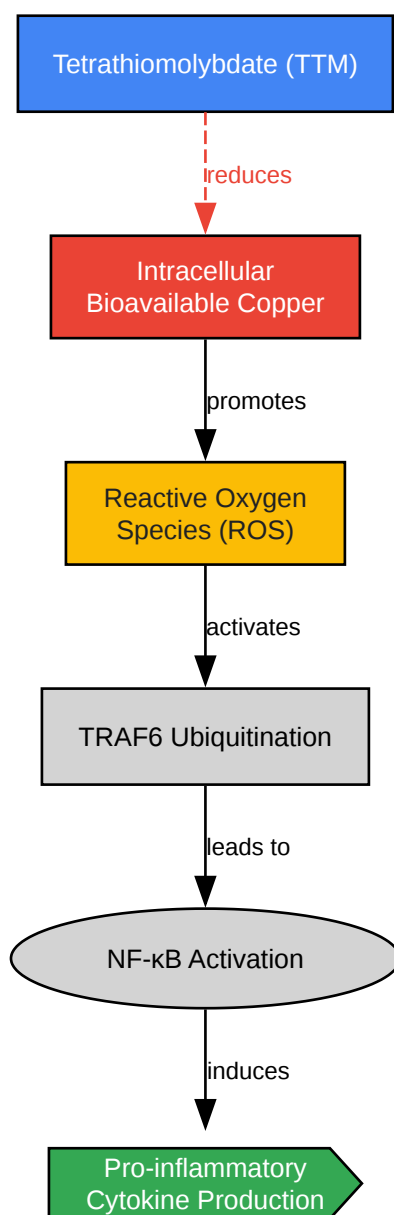 Tetrathiomolybdate (TTM)
reduces
Intracellular
Bioavailable Copper
promotes
Reactive Oxygen
Species (ROS)
activates
TRAF6 Ubiquitination
leads to
NF-κB Activation
induces
Pro-inflammatory
Cytokine Production